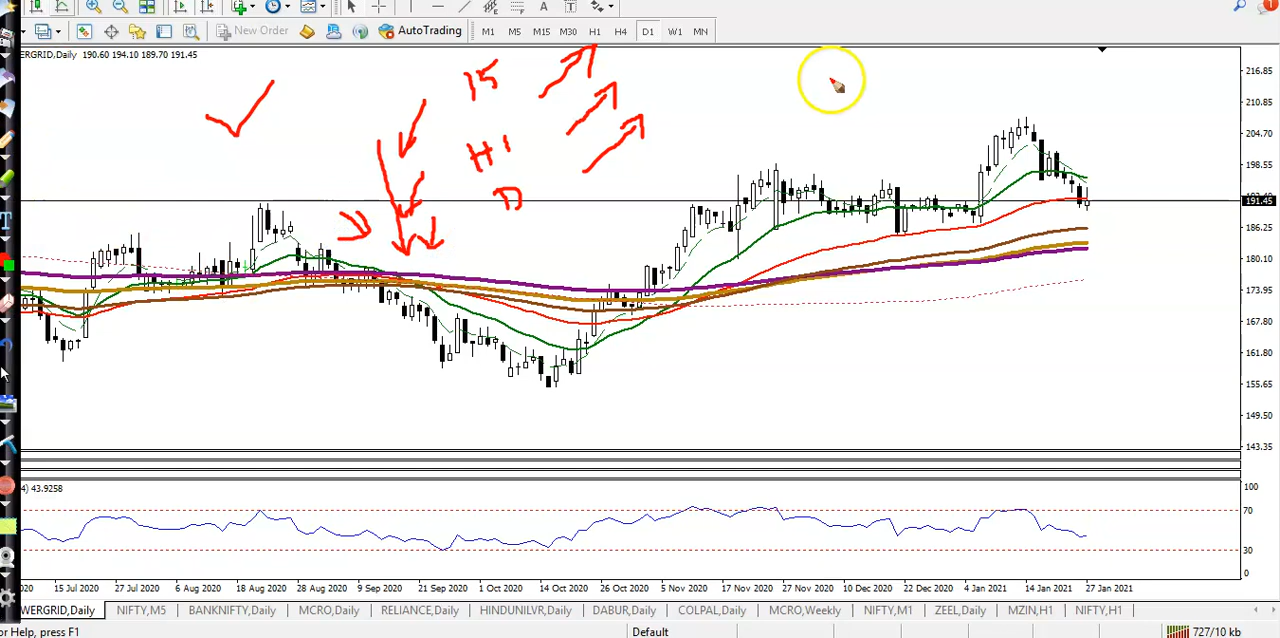 New Order
AutoTrading
M1 M5 M15 M30 H1 H4 D1 W1 MN
ERGRID,Daily 190.60 194.10 189.70 191.45
15
H1
D
216.85
210.85
204.70
198.55
191.45
186.25
180.10
173.95
167.80
161.80
155.65
149.50
143.35
4) 43.9258
100
70
30
0
2020 15 Jul 2020 27 Jul 2020 6 Aug 2020 18 Aug 2020 28 Aug 2020 9 Sep 2020 21 Sep 2020 1 Oct 2020 14 Oct 2020 26 Oct 2020 5 Nov 2020 17 Nov 2020 27 Nov 2020 10 Dec 2020 22 Dec 2020 4 Jan 2021 14 Jan 2021 27 Jan 2021
WERGRID,Daily NIFTY,M5 BANKNIFTY,Daily MCRO,Daily RELIANCE,Daily HINDUNILVR,Daily DABUR,Daily COLPAL,Daily MCRO,Weekly NIFTY,M1 ZEEL,Daily MZIN,H1 NIFTY,H1
or Help, press F1 Default 727/10 kb